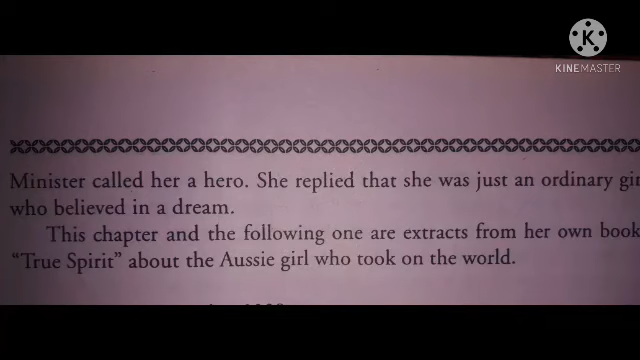 KINEMASTER
Minister called her a hero. She replied that she was just an ordinary
who believed in a dream.
This chapter and the following one are extracts from her own book
“True Spirit” about the Aussie girl who took on the world.